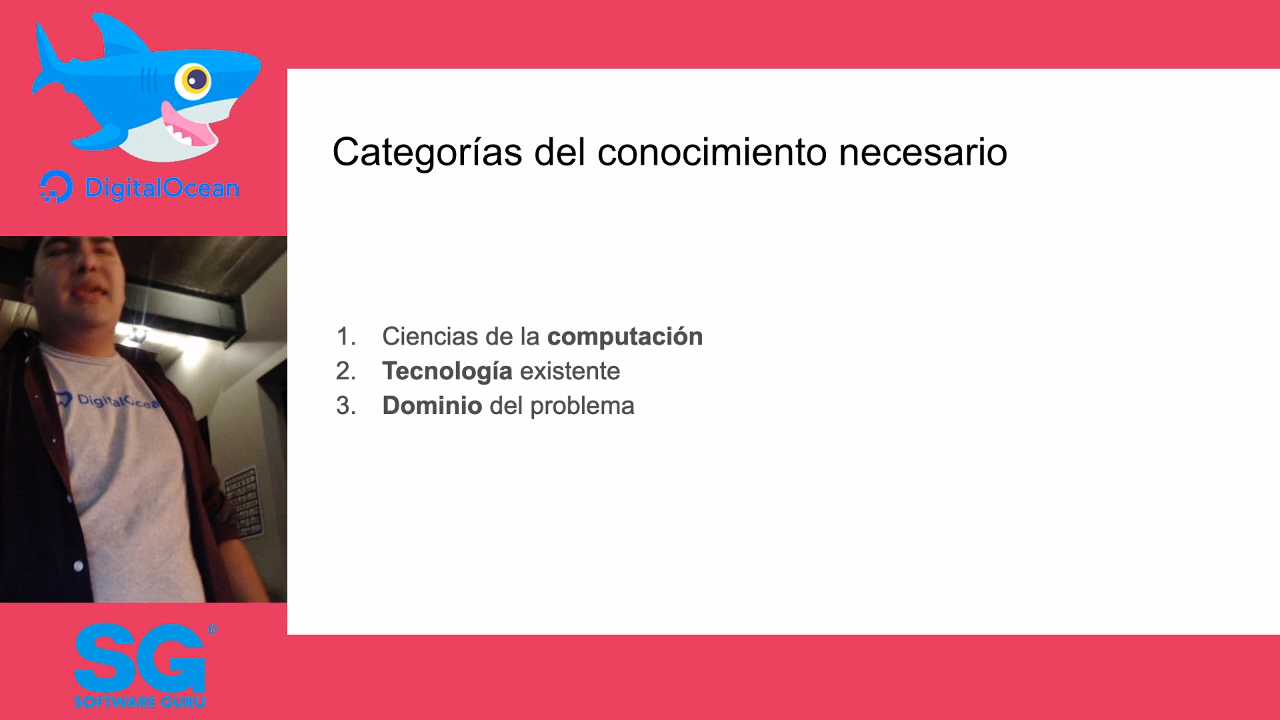 DigitalOcean
Categorías del conocimiento necesario
1. Ciencias de la computación
2. Tecnología existente
3. Dominio del problema
DigitalOcean
SG
SOFTWARE GURU